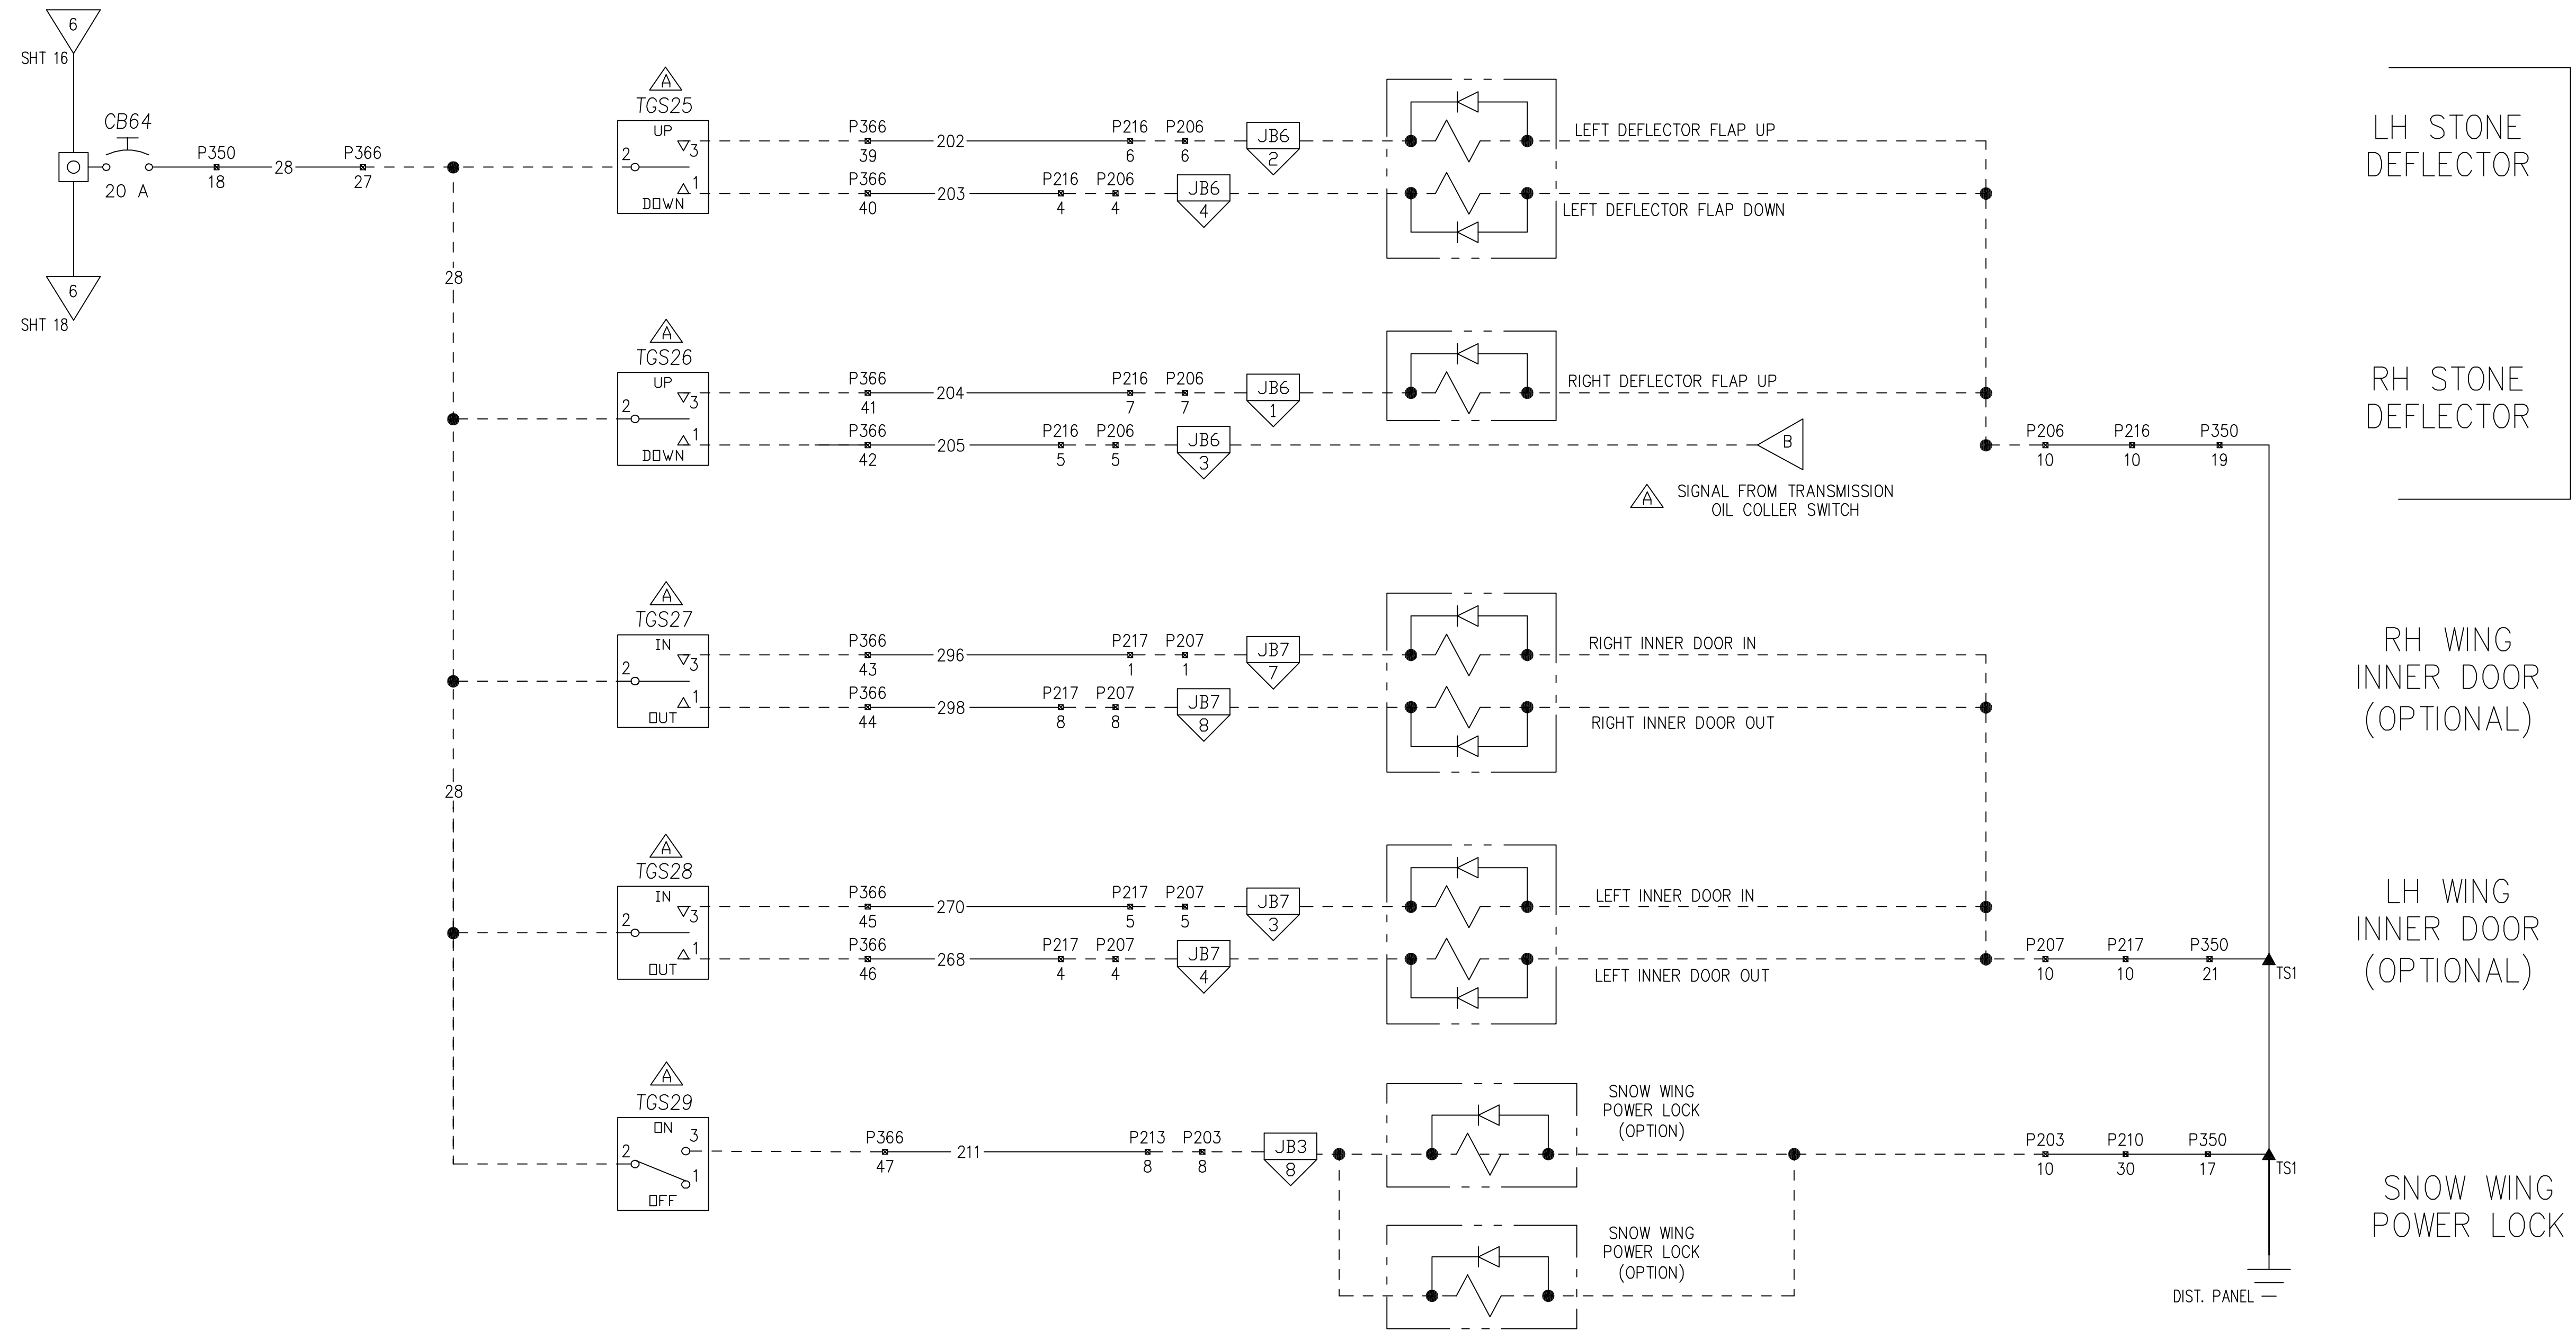 6
SHT 16
CB64
20 A
P350
18
28
P366
27
6
SHT 18
28
28
A
TGS25
UP
2
3
1
DOWN
P366
39
202
P216
6
P206
6
JB6
2
LEFT DEFLECTOR FLAP UP
P366
40
203
P216
4
P206
4
JB6
4
LEFT DEFLECTOR FLAP DOWN
LH STONE
DEFLECTOR
A
TGS26
UP
2
3
1
DOWN
P366
41
204
P216
7
P206
7
JB6
1
RIGHT DEFLECTOR FLAP UP
P366
42
205
P216
5
P206
5
JB6
3
B
A
SIGNAL FROM TRANSMISSION
OIL COLLER SWITCH
P206
10
P216
10
P350
19
RH STONE
DEFLECTOR
A
TGS27
IN
2
3
1
OUT
P366
43
296
P217
1
P207
1
JB7
7
RIGHT INNER DOOR IN
P366
44
298
P217
8
P207
8
JB7
8
RIGHT INNER DOOR OUT
RH WING
INNER DOOR
(OPTIONAL)
A
TGS28
IN
2
3
1
OUT
P366
45
270
P217
5
P207
5
JB7
3
LEFT INNER DOOR IN
P366
46
268
P217
4
P207
4
JB7
4
LEFT INNER DOOR OUT
P207
10
P217
10
P350
21
TS1
LH WING
INNER DOOR
(OPTIONAL)
A
TGS29
ON
2
3
1
OFF
P366
47
211
P213
8
P203
8
JB3
8
SNOW WING
POWER LOCK
(OPTION)
SNOW WING
POWER LOCK
(OPTION)
P203
10
P210
30
P350
17
TS1
SNOW WING
POWER LOCK
DIST. PANEL